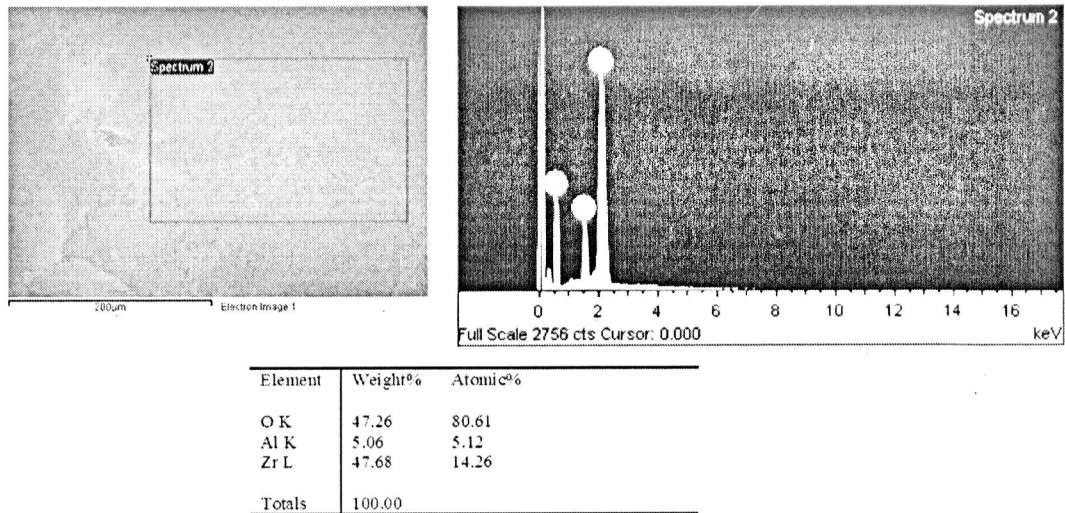 Spectrum 2
200µm
Electron Image 1
Spectrum 2
0 2 4 6 8 10 12 14 16
Full Scale 2756 cts Cursor: 0.000
keV
Element Weight% Atomic%
O K 47.26 80.61
Al K 5.06 5.12
Zr L 47.68 14.26
Totals 100.00